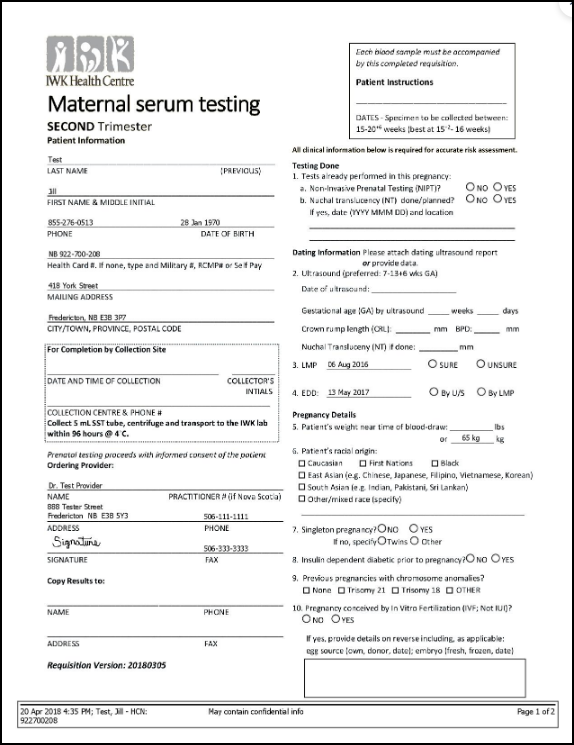 IWK Health Centre
Maternal serum testing
SECOND Trimester
Patient Information
Test
LAST NAME (PREVIOUS)
Jill
FIRST NAME & MIDDLE INITIAL
855-276-0513 28 Jan 1970
PHONE DATE OF BIRTH
NB 922-700-208
Health Card #. If none, type and Military #, RCMP# or Self Pay
418 York Street
MAILING ADDRESS
Fredericton, NB E3B 3P7
CITY/TOWN, PROVINCE, POSTAL CODE
For Completion by Collection Site
DATE AND TIME OF COLLECTION COLLECTOR'S
INTIALS
COLLECTION CENTRE & PHONE #
Collect 5 mL SST tube, centrifuge and transport to the IWK lab
within 96 hours @ 4°C.
Prenatal testing proceeds with informed consent of the patient
Ordering Provider:
Dr. Test Provider
NAME PRACTITIONER # (if Nova Scotia)
888 Tester Street
Fredericton NB E3B 5Y3 506-111-1111
ADDRESS PHONE
Signature 506-333-3333
SIGNATURE FAX
Copy Results to:
NAME PHONE
ADDRESS FAX
Requisition Version: 20180305
Each blood sample must be accompanied
by this completed requisition.
Patient Instructions
DATES - Specimen to be collected between:
15-20+6 weeks (best at 15+2- 16 weeks)
All clinical information below is required for accurate risk assessment.
Testing Done
1. Tests already performed in this pregnancy:
a. Non-Invasive Prenatal Testing (NIPT)? NO YES
b. Nuchal translucency (NT) done/planned? NO YES
If yes, date (YYYY MMM DD) and location
Dating Information Please attach dating ultrasound report
or provide data.
2. Ultrasound (preferred: 7-13+6 wks GA)
Date of ultrasound:
Gestational age (GA) by ultrasound weeks days
Crown rump length (CRL): mm BPD: mm
Nuchal Transluceny (NT) if done: mm
3. LMP 06 Aug 2016 SURE UNSURE
4. EDD: 13 May 2017 By U/S By LMP
Pregnancy Details
5. Patient's weight near time of blood-draw: lbs
or 65 kg kg
6. Patient's racial origin:
Caucasian First Nations Black
East Asian (e.g. Chinese, Japanese, Filipino, Vietnamese, Korean)
South Asian (e.g. Indian, Pakistani, Sri Lankan)
Other/mixed race (specify)
7. Singleton pregnancy? NO YES
If no, specify Twins Other
8. Insulin dependent diabetic prior to pregnancy? NO YES
9. Previous pregnancies with chromosome anomalies?
None Trisomy 21 Trisomy 18 OTHER
10. Pregnancy conceived by In Vitro Fertilization (IVF; Not IUI)?
NO YES
If yes, provide details on reverse including, as applicable:
egg source (own, donor, date); embryo (fresh, frozen, date)
20 Apr 2018 4:35 PM; Test, Jill - HCN: May contain confidential info Page 1 of 2
922700208